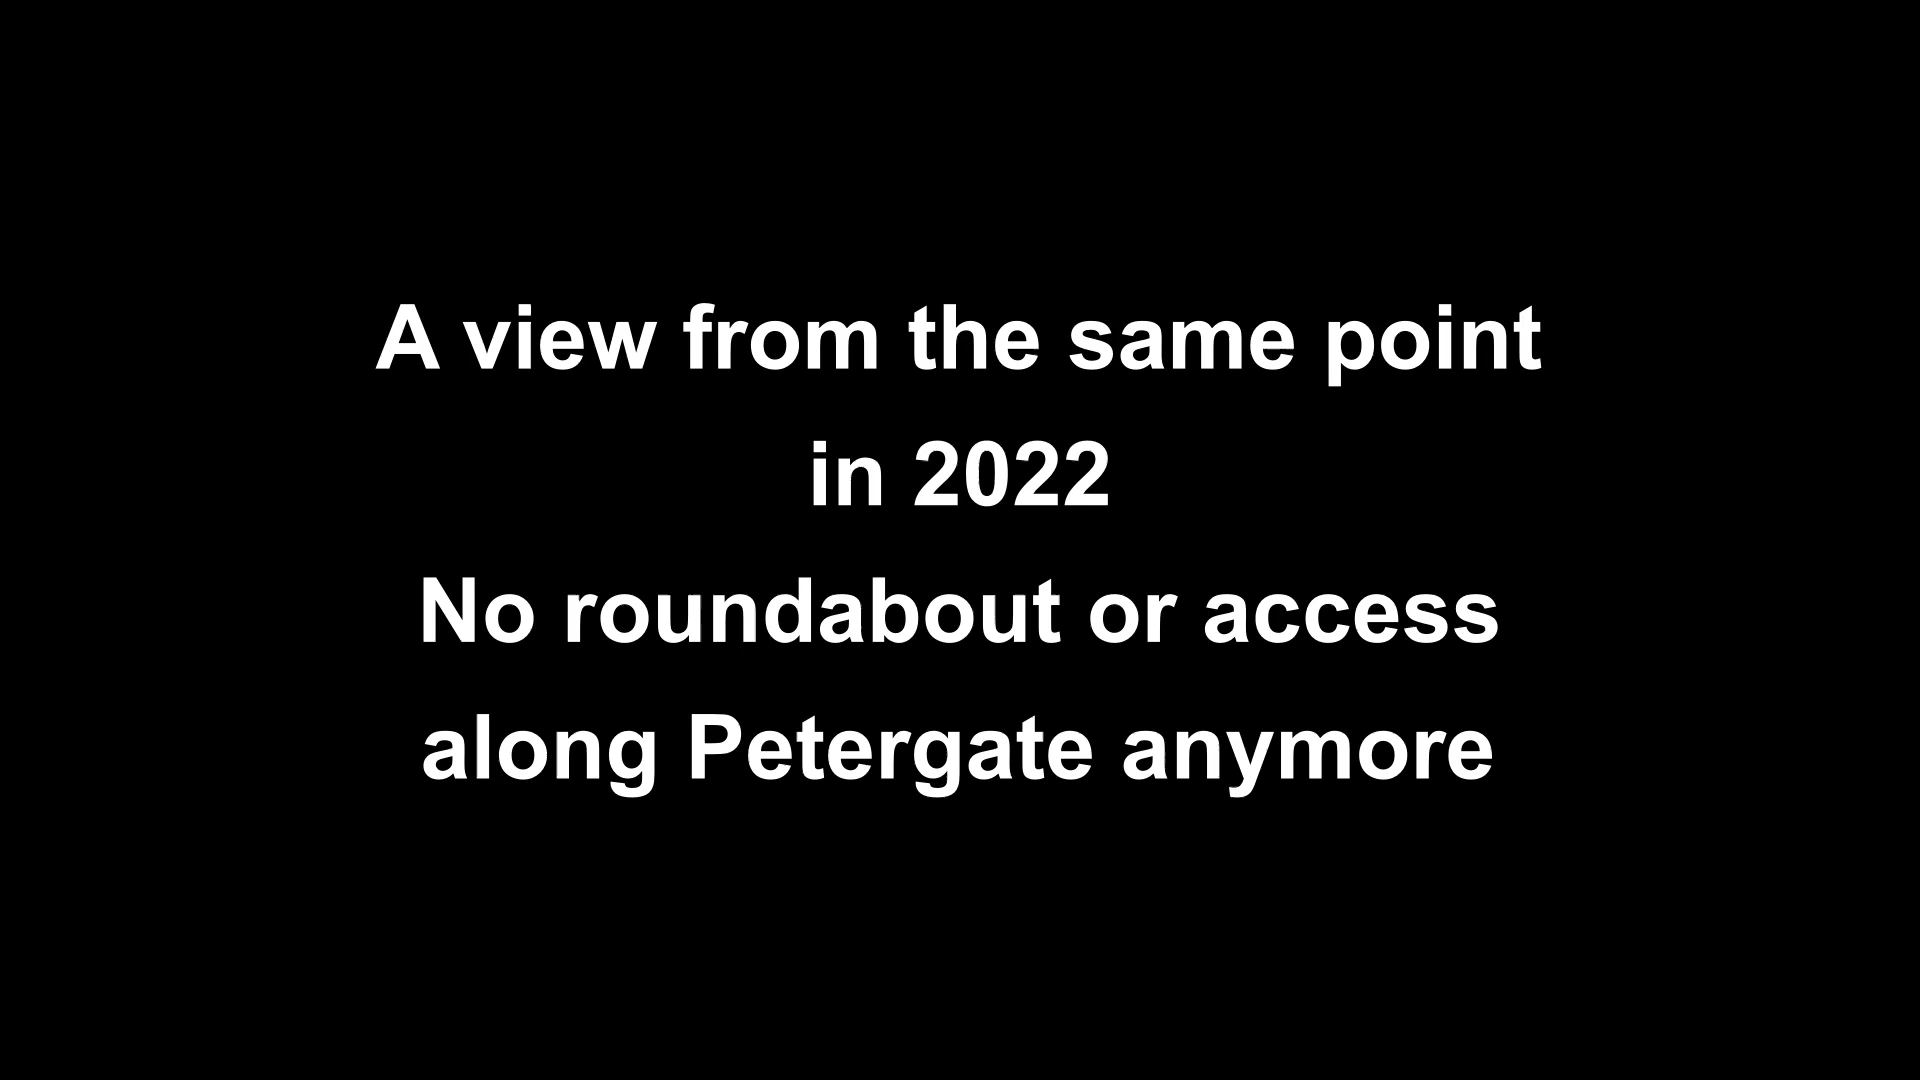 A view from the same point
in 2022
No roundabout or access
along Petergate anymore